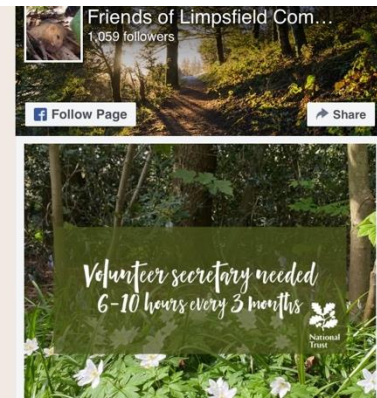 Friends of Limpsfield Com...
1,059 followers
Follow Page
Share
Volunteer secretary needed
6-10 hours every 3 months
National
Trust